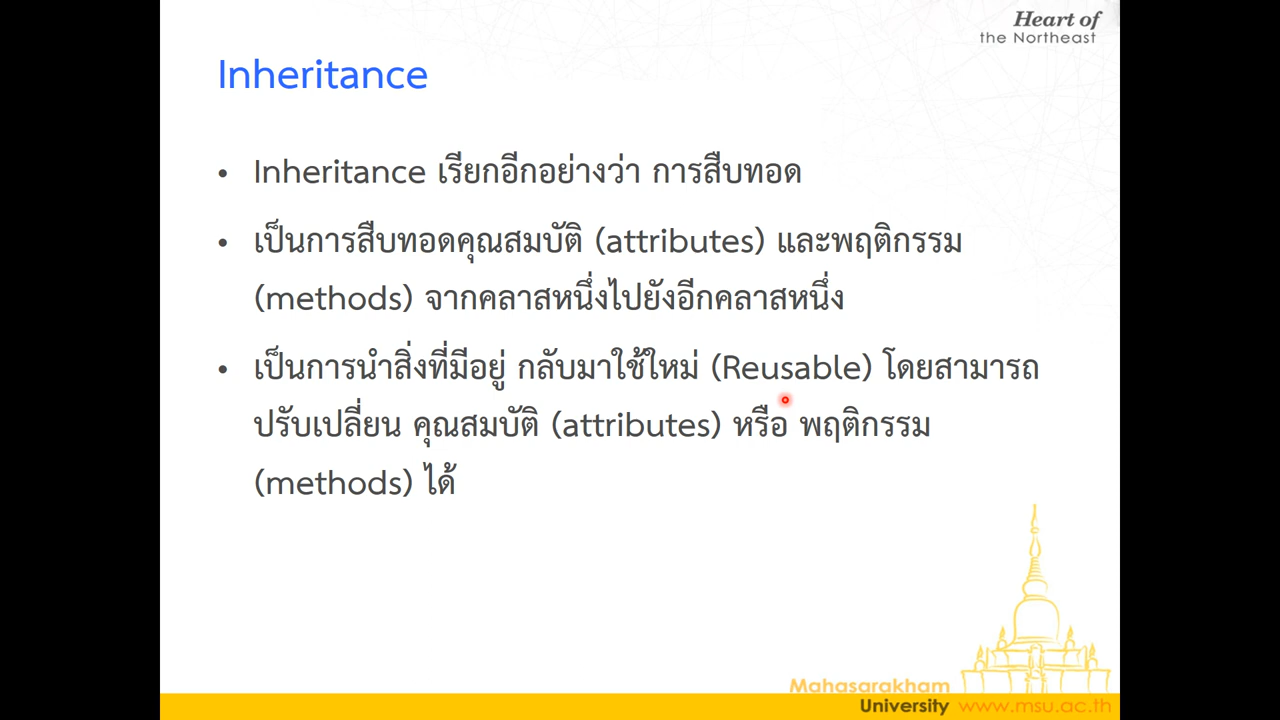 Heart of
the Northeast
Inheritance
• Inheritance เรียกอีกอย่างว่า การสืบทอด
• เป็นการสืบทอดคุณสมบัติ (attributes) และพฤติกรรม
(methods) จากคลาสหนึ่งไปยังอีกคลาสหนึ่ง
• เป็นการนำสิ่งที่มีอยู่ กลับมาใช้ใหม่ (Reusable) โดยสามารถ
ปรับเปลี่ยน คุณสมบัติ (attributes) หรือ พฤติกรรม
(methods) ได้
Mahasarakham
University www.msu.ac.th